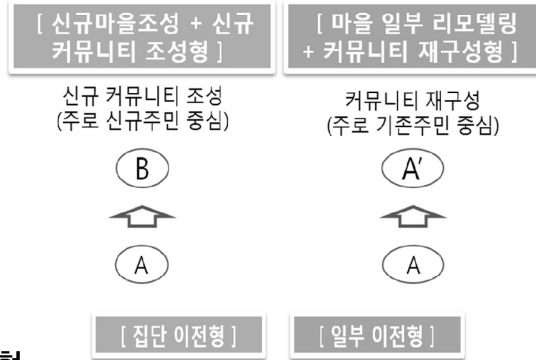 [ 신규마을조성 + 신규
커뮤니티 조성형 ]
[ 마을 일부 리모델링
+ 커뮤니티 재구성형 ]
신규 커뮤니티 조성
(주로 신규주민 중심)
커뮤니티 재구성
(주로 기존주민 중심)
B
A′
A
A
[ 집단 이전형 ]
[ 일부 이전형 ]